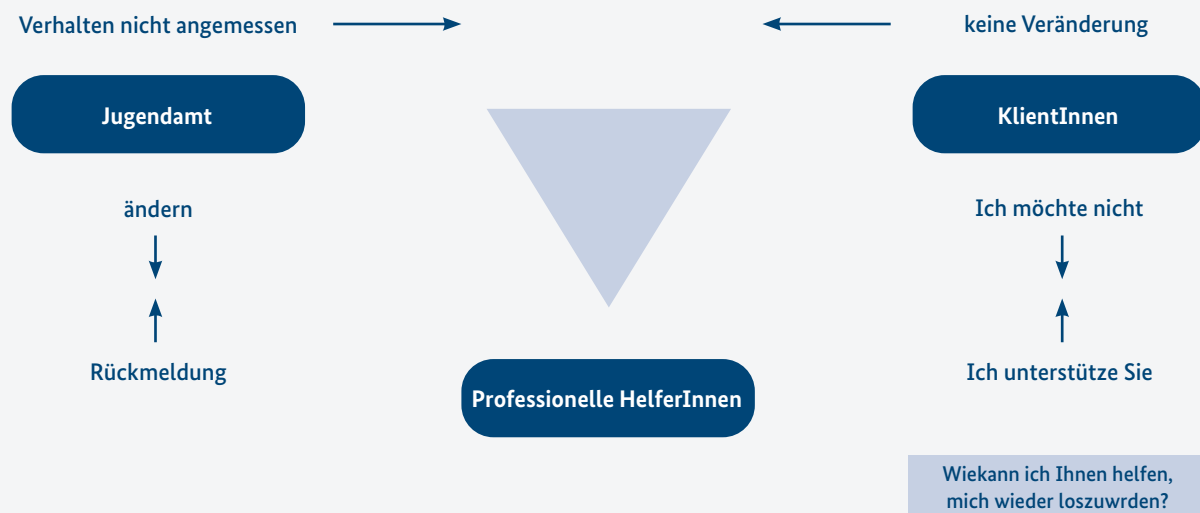 Verhalten nicht angemessen
keine Veränderung
Jugendamt
KlientInnen
ändern
Ich möchte nicht
Rückmeldung
Ich unterstütze Sie
Professionelle HelferInnen
Wiekann ich Ihnen helfen,
mich wieder loszuwrden?